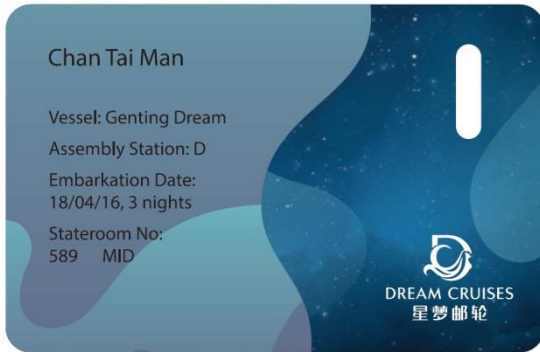 Chan Tai Man
Vessel: Genting Dream
Assembly Station: D
Embarkation Date:
18/04/16, 3 nights
Stateroom No:
589 MID
DREAM CRUISES
星梦邮轮